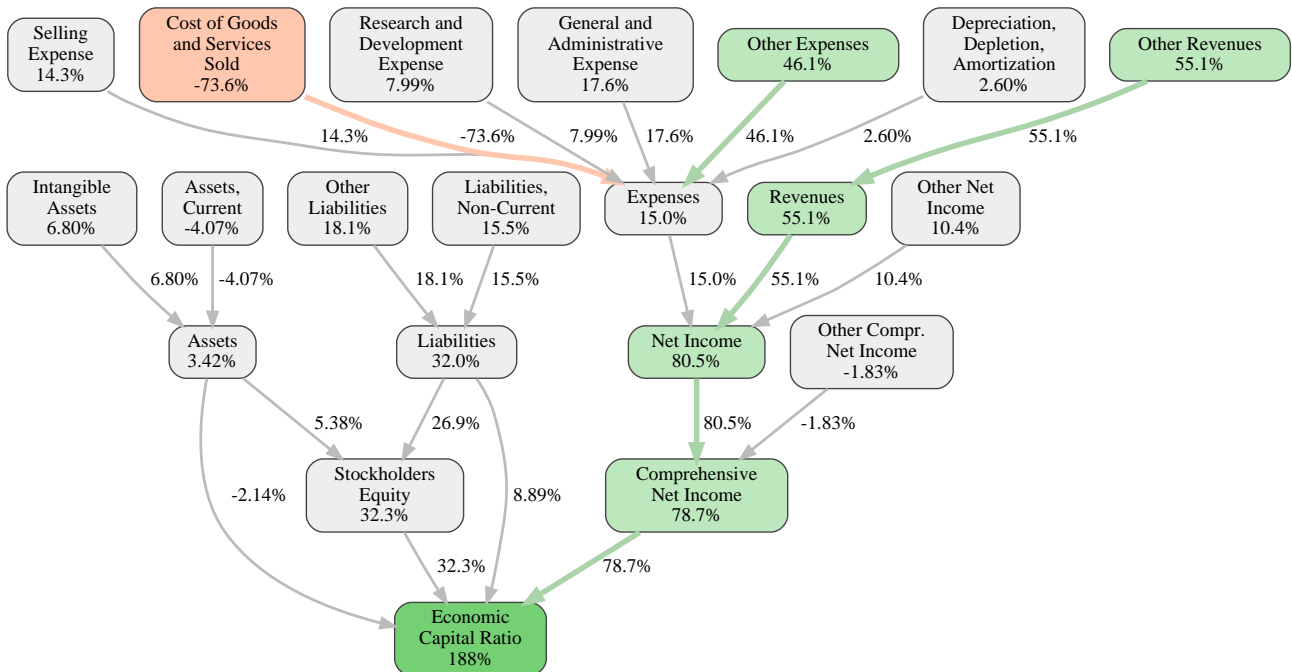 Selling
Expense
14.3%
Cost of Goods
and Services
Sold
-73.6%
Research and
Development
Expense
7.99%
General and
Administrative
Expense
17.6%
Other Expenses
46.1%
Depreciation,
Depletion,
Amortization
2.60%
Other Revenues
55.1%
14.3%
-73.6%
7.99%
17.6%
46.1%
2.60%
55.1%
Intangible
Assets
6.80%
Assets,
Current
-4.07%
Other
Liabilities
18.1%
Liabilities,
Non-Current
15.5%
Expenses
15.0%
Revenues
55.1%
Other Net
Income
10.4%
6.80%
-4.07%
18.1%
15.5%
15.0%
55.1%
10.4%
Assets
3.42%
Liabilities
32.0%
Net Income
80.5%
Other Compr.
Net Income
-1.83%
5.38%
26.9%
80.5%
-1.83%
Stockholders
Equity
32.3%
Comprehensive
Net Income
78.7%
-2.14%
8.89%
32.3%
78.7%
Economic
Capital Ratio
188%